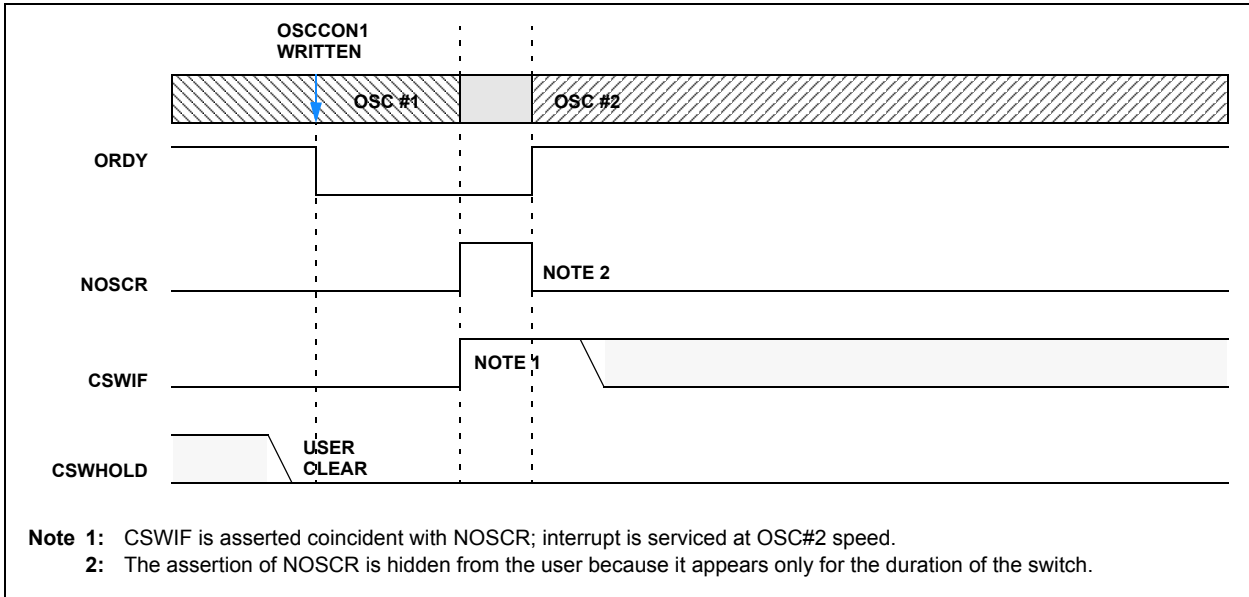 OSCCON1
WRITTEN
OSC #1
OSC #2
ORDY
NOSCR
NOTE 2
CSWIF
NOTE 1
CSWHOLD
USER
CLEAR
Note 1: CSWIF is asserted coincident with NOSCR; interrupt is serviced at OSC#2 speed.
2: The assertion of NOSCR is hidden from the user because it appears only for the duration of the switch.